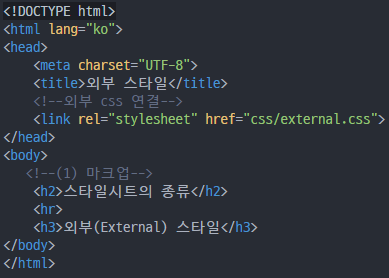 <!DOCTYPE html>
<html lang="ko">
<head>
    <meta charset="UTF-8">
    <title>외부 스타일</title>
    <!--외부 css 연결-->
    <link rel="stylesheet" href="css/external.css">
</head>
<body>
   <!--(1) 마크업-->
    <h2>스타일시트의 종류</h2>
    <hr>
    <h3>외부(External) 스타일</h3>
</body>
</html>